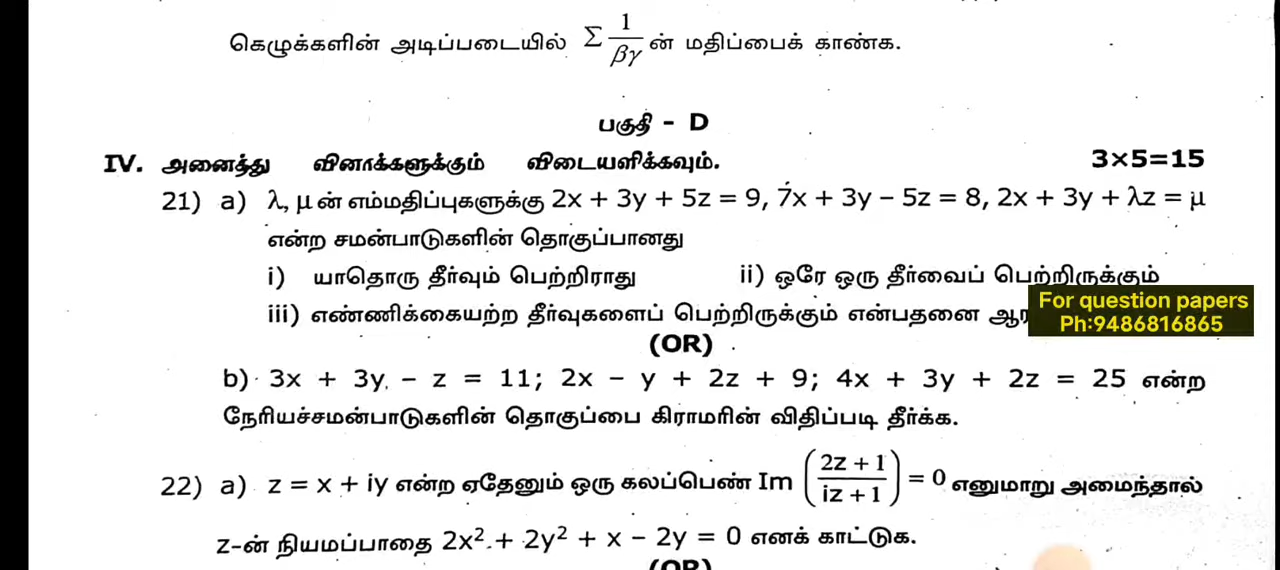 கெழுக்களின் அடிப்படையில் Σ 1/βγ ன் மதிப்பைக் காண்க.
பகுதி - D
IV. அனைத்து வினாக்களுக்கும் விடையளிக்கவும். 3×5=15
21) a) λ, μ ன் எம்மதிப்புகளுக்கு 2x + 3y + 5z = 9, 7x + 3y – 5z = 8, 2x + 3y + λz = μ
என்ற சமன்பாடுகளின் தொகுப்பானது
i) யாதொரு தீர்வும் பெற்றிராது ii) ஒரே ஒரு தீர்வைப் பெற்றிருக்கும்
iii) எண்ணிக்கையற்ற தீர்வுகளைப் பெற்றிருக்கும் என்பதனை
For question papers
Ph:9486816865
(OR)
b) 3x + 3y – z = 11; 2x – y + 2z + 9; 4x + 3y + 2z = 25 என்ற
நேரியச்சமன்பாடுகளின் தொகுப்பை கிராமரின் விதிப்படி தீர்க்க.
22) a) z = x + iy என்ற ஏதேனும் ஒரு கலப்பெண் Im ((2z + 1)/(iz + 1)) = 0 எனுமாறு அமைந்தால்
z-ன் நியமப்பாதை 2x² + 2y² + x – 2y = 0 எனக் காட்டுக.
(OR)